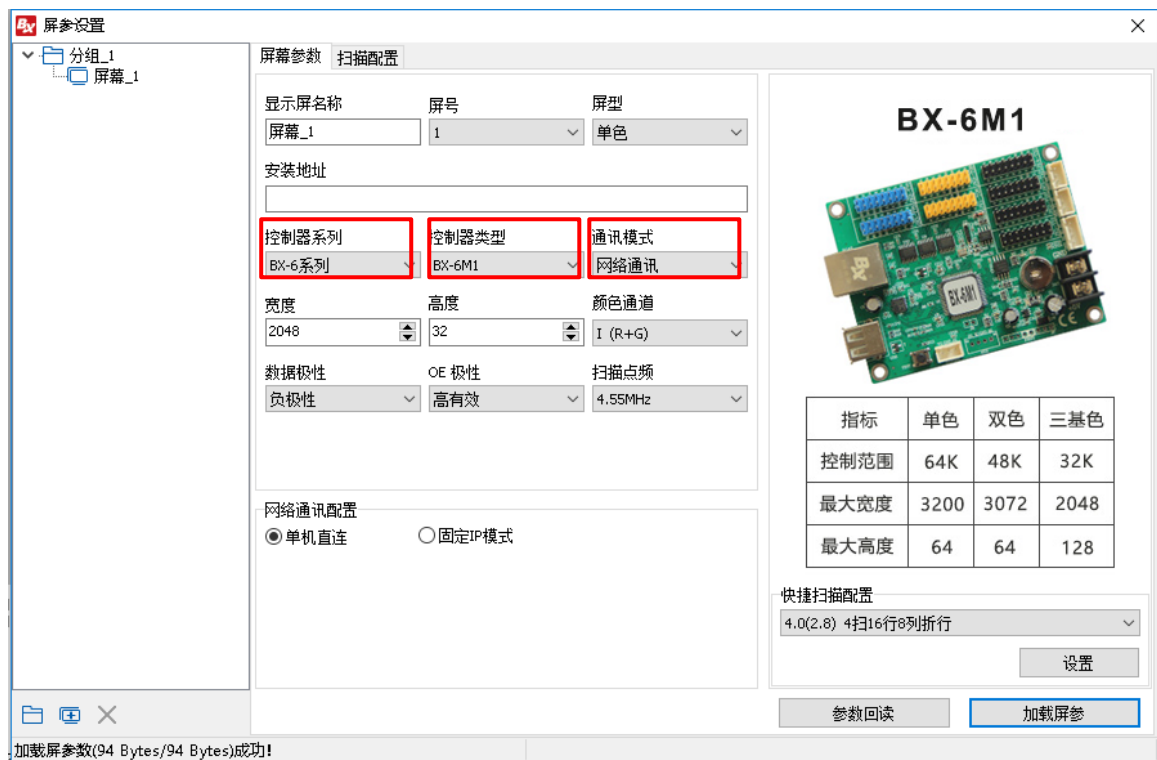 BX 屏参设置
分组_1
屏幕_1
屏幕参数 扫描配置
显示屏名称 屏号 屏型
屏幕_1 1 单色
安装地址
控制器系列 控制器类型 通讯模式
BX-6系列 BX-6M1 网络通讯
宽度 高度 颜色通道
2048 32 I (R+G)
数据极性 OE 极性 扫描点频
负极性 高有效 4.55MHz
网络通讯配置
单机直连 固定IP模式
BX-6M1
BX
BX-6M1
CE
指标 单色 双色 三基色
控制范围 64K 48K 32K
最大宽度 3200 3072 2048
最大高度 64 64 128
快捷扫描配置
4.0(2.8) 4扫16行8列折行
设置
参数回读 加载屏参
加载屏参数(94 Bytes/94 Bytes)成功!